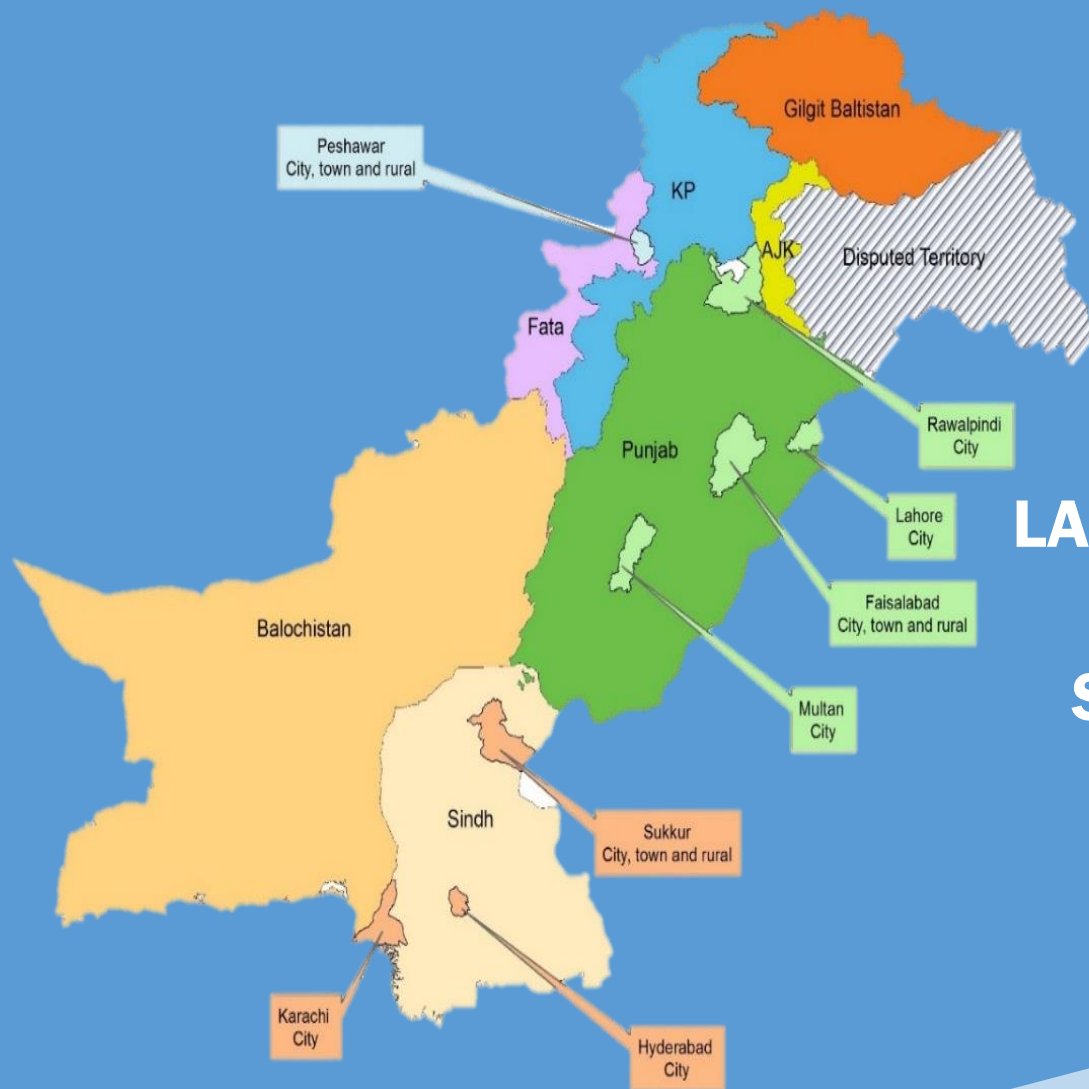 Gilgit Baltistan
Peshawar
City, town and rural
KP
AJK
Disputed Territory
Fata
Rawalpindi
City
Punjab
Lahore
City
LA
Faisalabad
City, town and rural
Balochistan
S
Multan
City
Sindh
Sukkur
City, town and rural
Karachi
City
Hyderabad
City